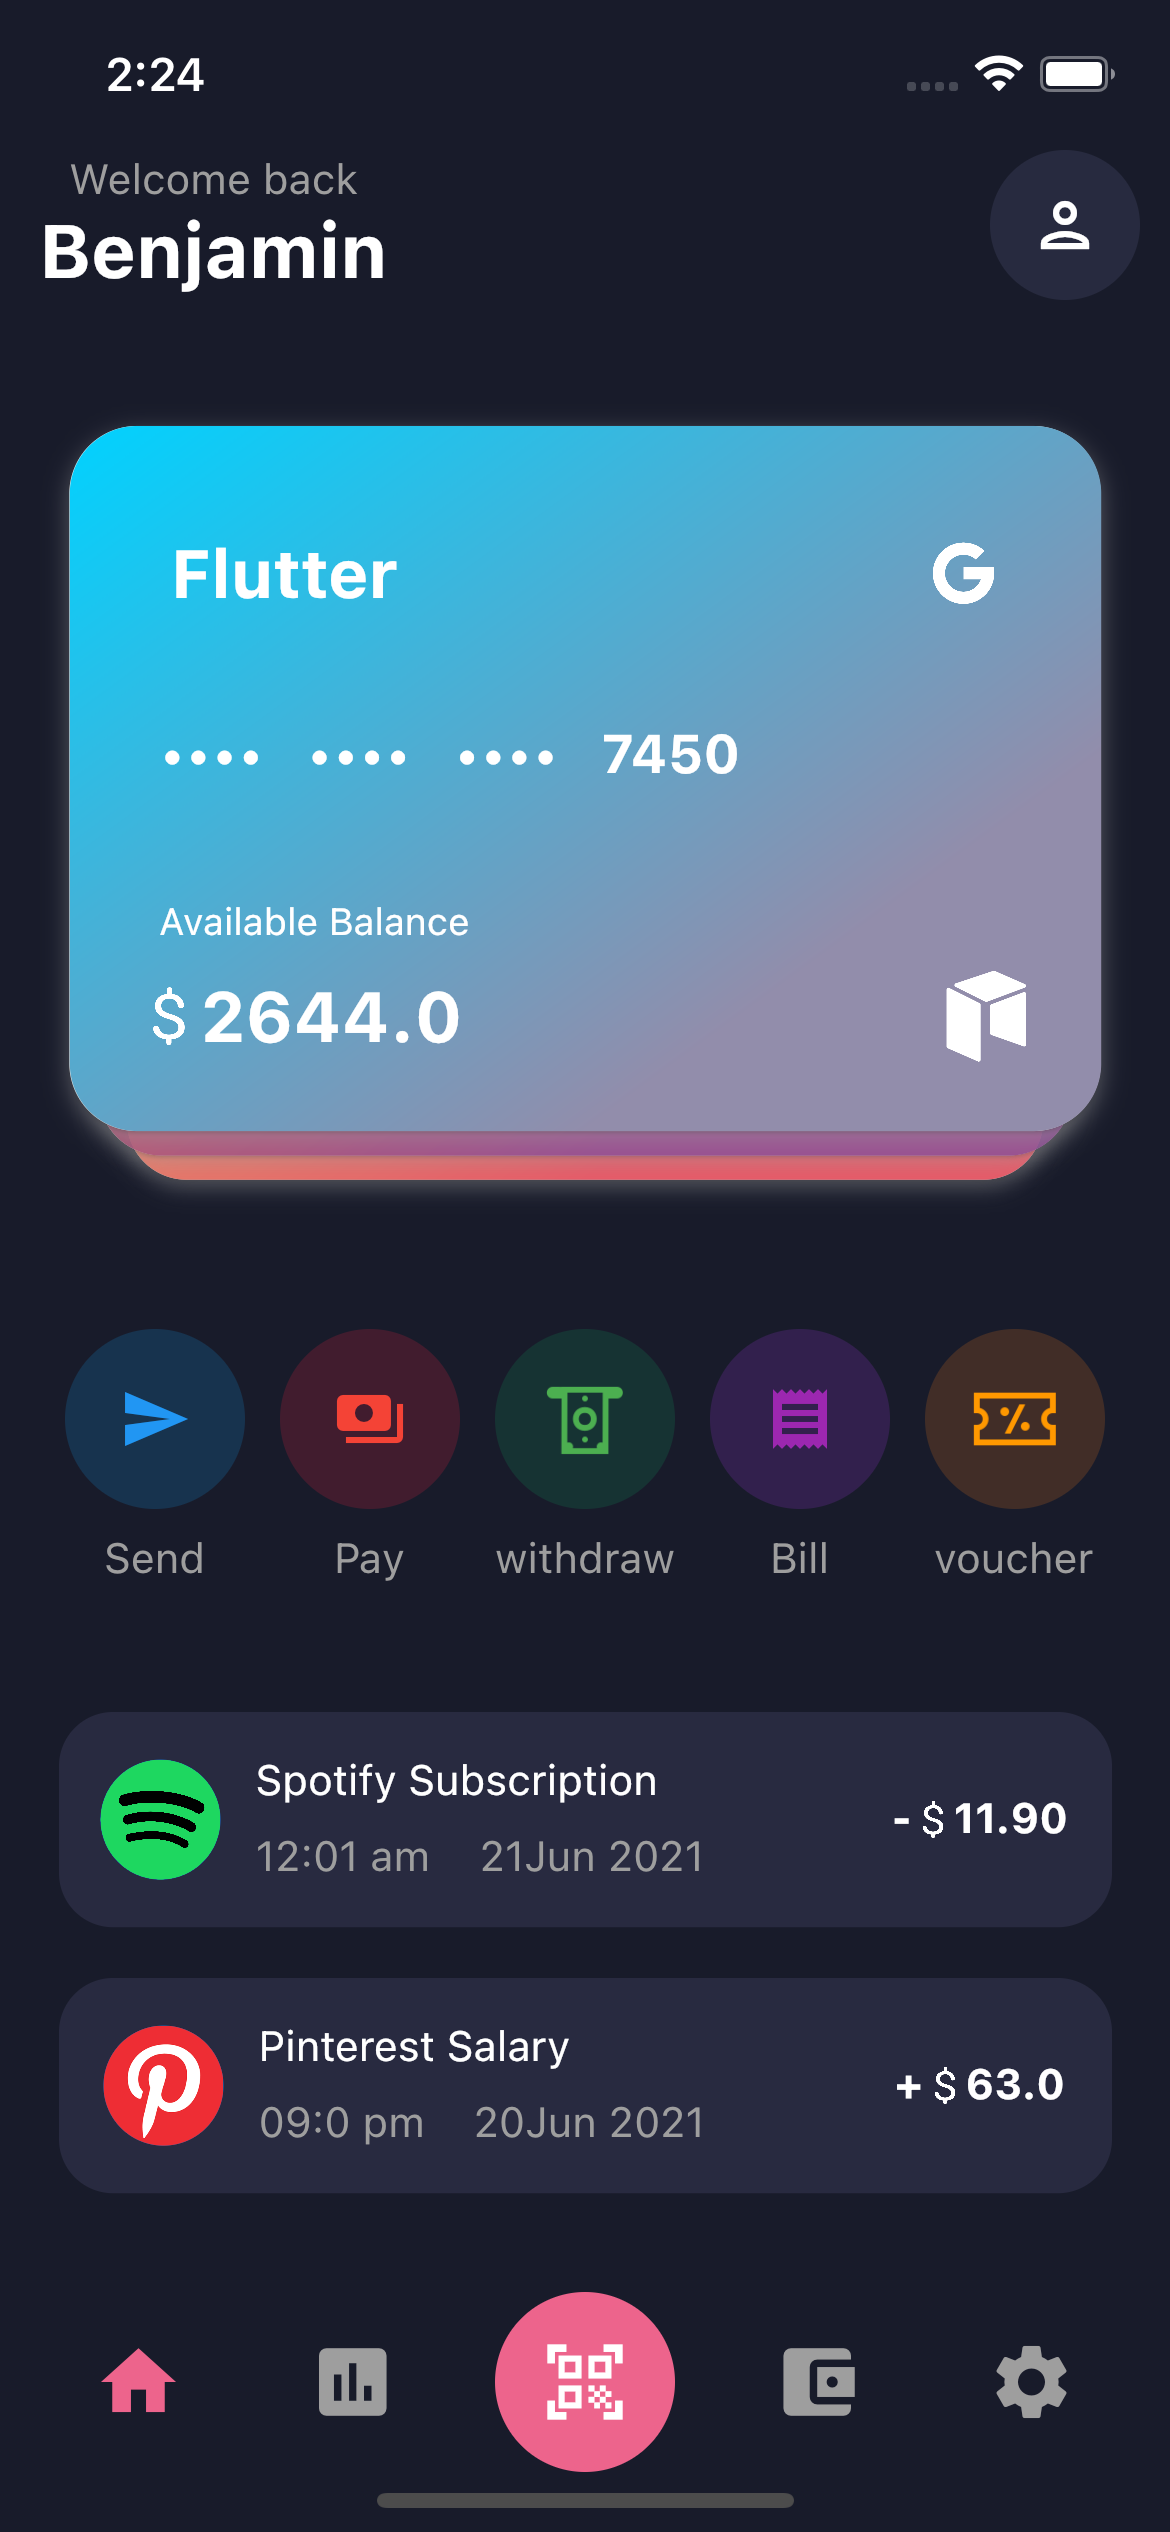 2:24
Welcome back
Benjamin
Flutter
•••• •••• •••• 7450
Available Balance
$ 2644.0
Send Pay withdraw Bill voucher
Spotify Subscription
- $ 11.90
12:01 am 21Jun 2021
Pinterest Salary
+ $ 63.0
09:0 pm 20Jun 2021